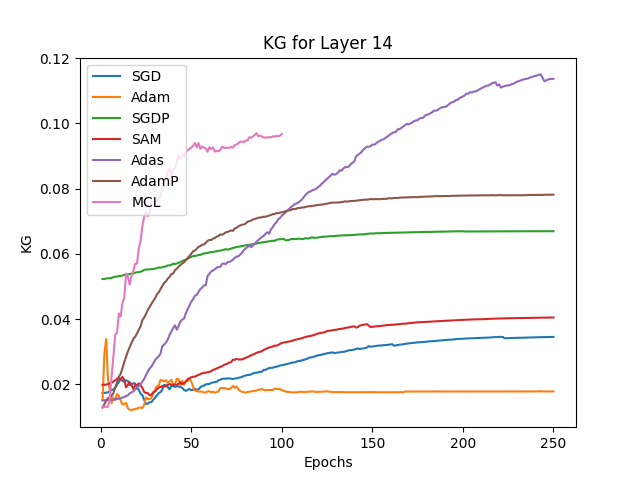 KG for Layer 14
0.12
0.10
0.08
0.06
0.04
0.02
KG
SGD
Adam
SGDP
SAM
Adas
AdamP
MCL
0 50 100 150 200 250
Epochs